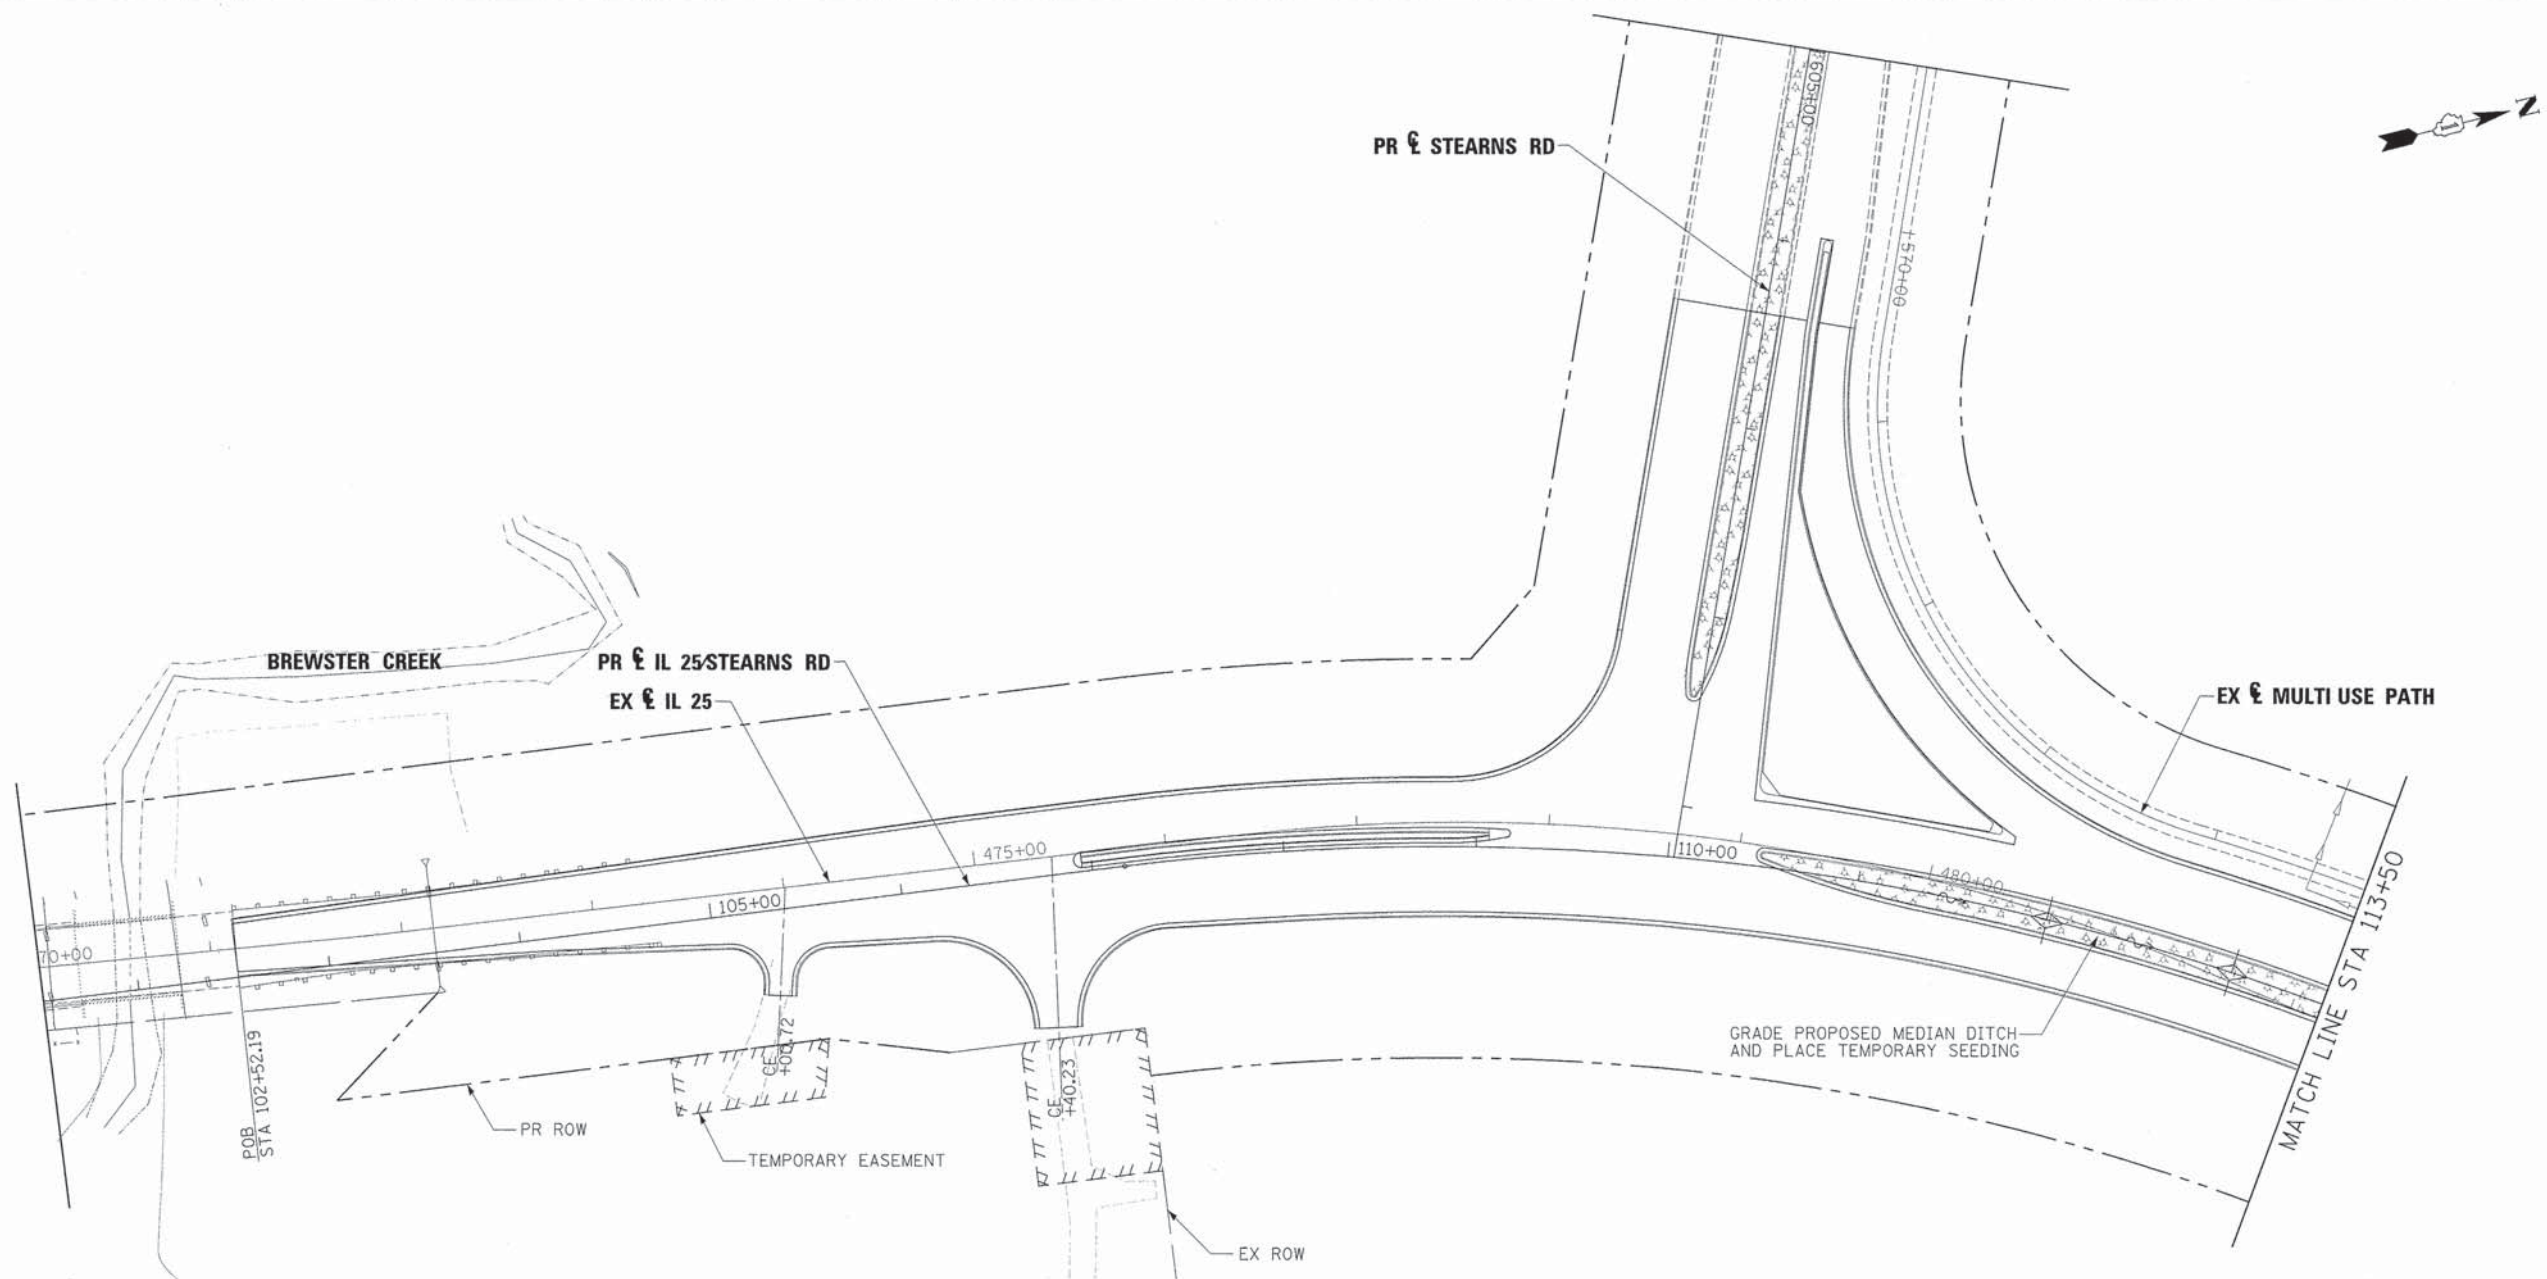 N
605+00
PR ℄ STEARNS RD
570+00
BREWSTER CREEK
PR ℄ IL 25/STEARNS RD
EX ℄ IL 25
EX ℄ MULTI USE PATH
475+00
110+00
480+00
105+00
70+00
MATCH LINE STA 113+50
GRADE PROPOSED MEDIAN DITCH
AND PLACE TEMPORARY SEEDING
POB
STA 102+52.19
CE
CE
+40.23
PR ROW
TEMPORARY EASEMENT
EX ROW